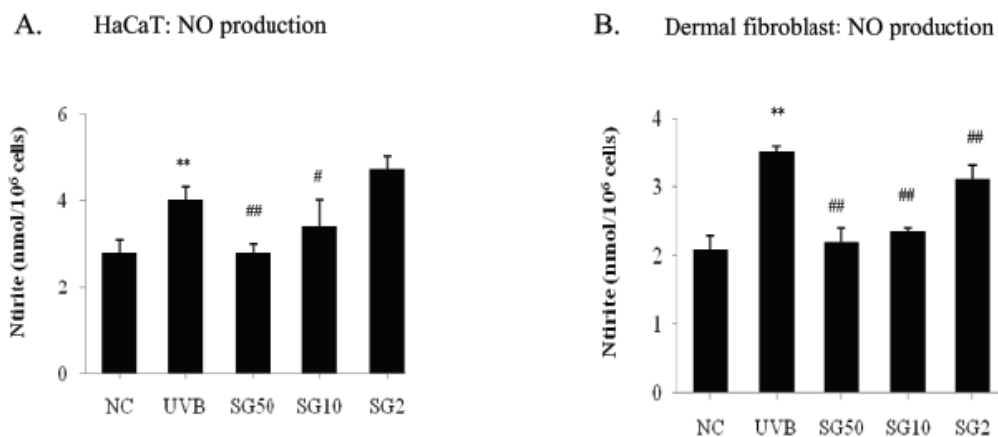 A. HaCaT: NO production
Ntirite (nmol/10⁶ cells)
6
4
2
0
**
##
#
NC UVB SG50 SG10 SG2
B. Dermal fibroblast: NO production
Ntirite (nmol/10⁶ cells)
4
3
2
1
0
**
##
##
##
NC UVB SG50 SG10 SG2